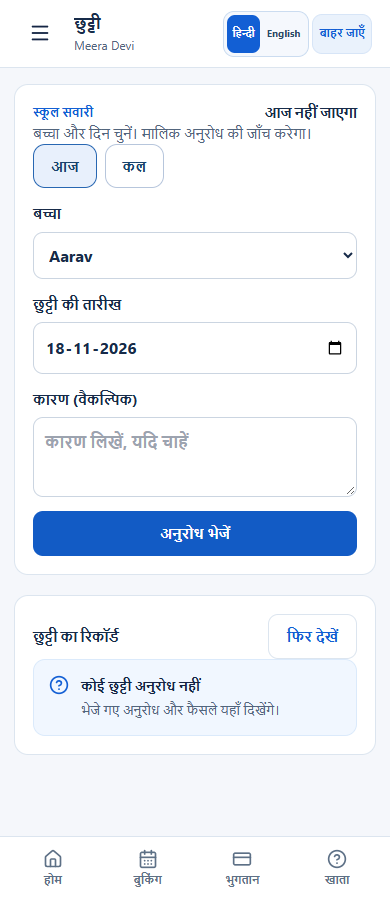 छुट्टी
Meera Devi
हिन्दी English बाहर जाएँ
स्कूल सवारी आज नहीं जाएगा
बच्चा और दिन चुनें। मालिक अनुरोध की जाँच करेगा।
आज कल
बच्चा
Aarav
छुट्टी की तारीख
18-11-2026
कारण (वैकल्पिक)
कारण लिखें, यदि चाहें
अनुरोध भेजें
छुट्टी का रिकॉर्ड फिर देखें
कोई छुट्टी अनुरोध नहीं
भेजे गए अनुरोध और फैसले यहाँ दिखेंगे।
होम बुकिंग भुगतान खाता